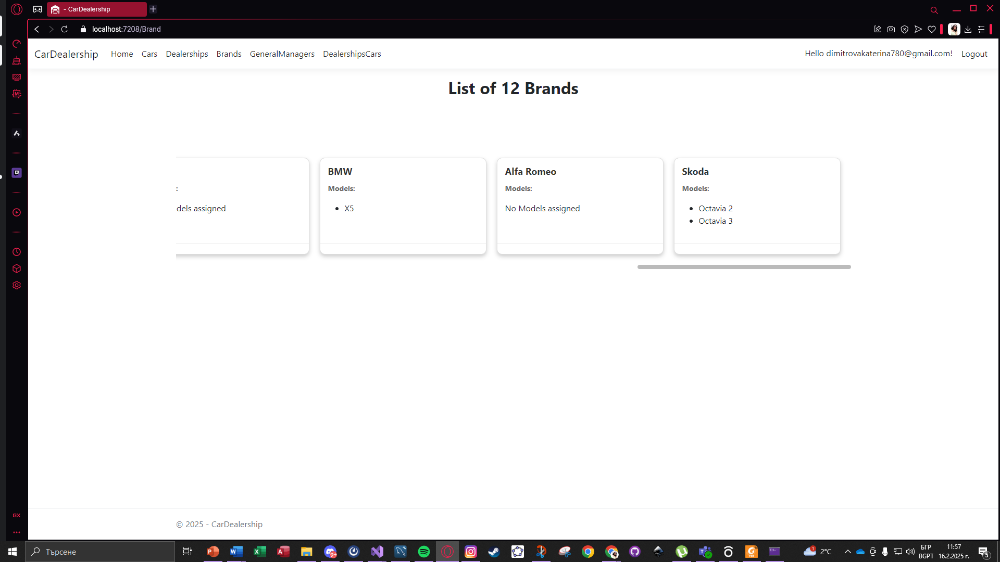 - CarDealership
localhost:7208/Brand
CarDealership Home Cars Dealerships Brands GeneralManagers DealershipsCars Hello dimitrovakaterina780@gmail.com! Logout
List of 12 Brands
BMW Alfa Romeo Skoda
: Models: Models: Models:
dels assigned X5 No Models assigned Octavia 2
Octavia 3
GX
© 2025 - CarDealership
Търсене
2°C
БГР
BGPT
11:57
16.2.2025 г.
5